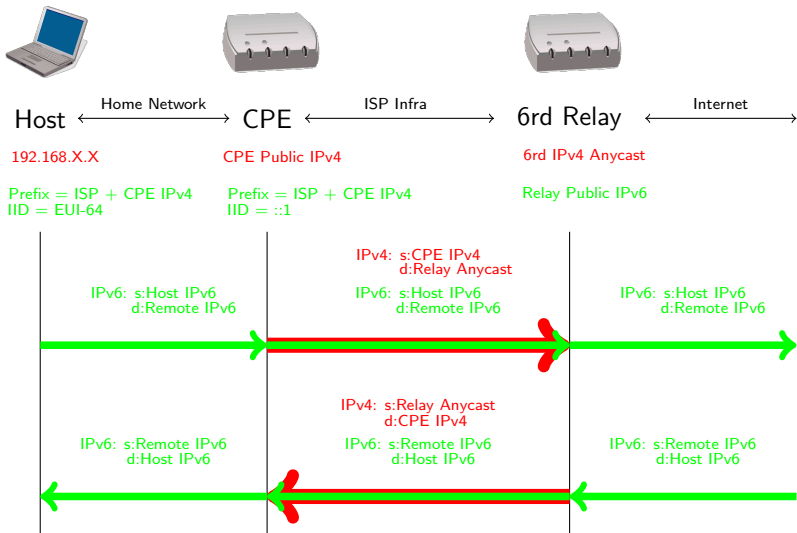 Host
Home Network
CPE
ISP Infra
6rd Relay
Internet
192.168.X.X
CPE Public IPv4
6rd IPv4 Anycast
Prefix = ISP + CPE IPv4
IID = EUI-64
Prefix = ISP + CPE IPv4
IID = ::1
Relay Public IPv6
IPv4: s:CPE IPv4
d:Relay Anycast
IPv6: s:Host IPv6
d:Remote IPv6
IPv6: s:Host IPv6
d:Remote IPv6
IPv6: s:Host IPv6
d:Remote IPv6
IPv4: s:Relay Anycast
d:CPE IPv4
IPv6: s:Remote IPv6
d:Host IPv6
IPv6: s:Remote IPv6
d:Host IPv6
IPv6: s:Remote IPv6
d:Host IPv6